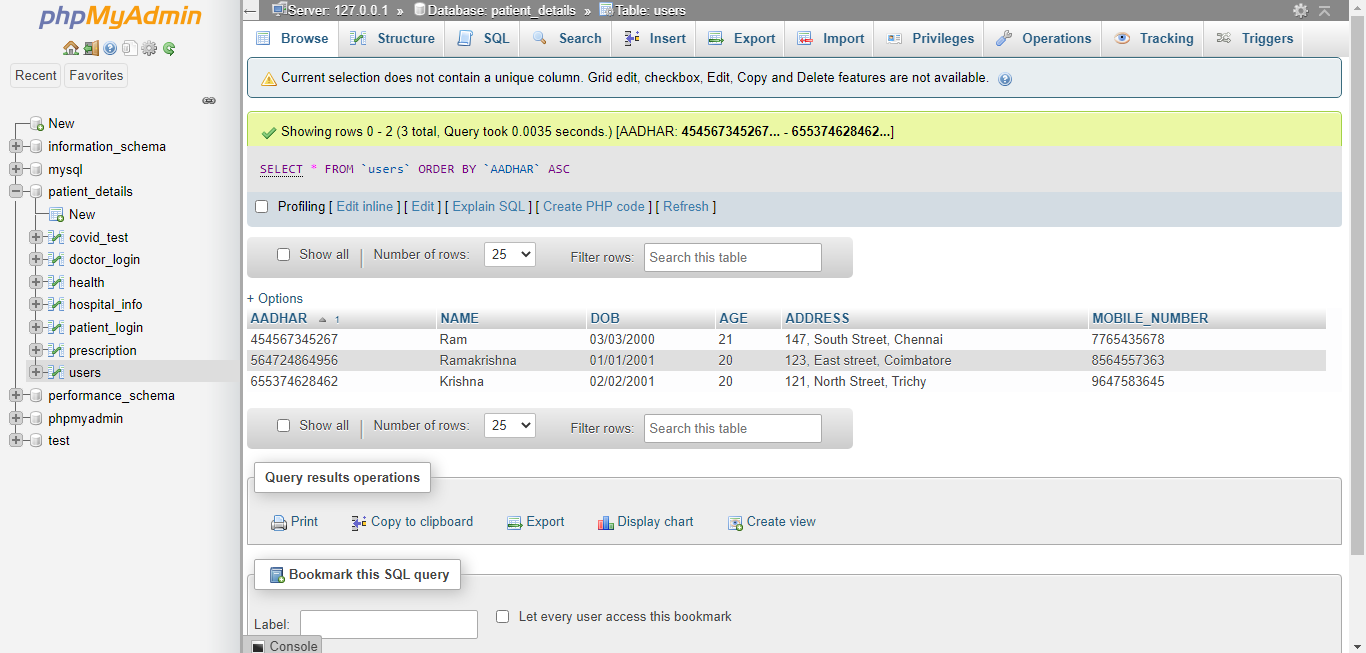 phpMyAdmin
Recent Favorites
New
information_schema
mysql
patient_details
New
covid_test
doctor_login
health
hospital_info
patient_login
prescription
users
performance_schema
phpmyadmin
test
Server: 127.0.0.1 » Database: patient_details » Table: users
Browse Structure SQL Search Insert Export Import Privileges Operations Tracking Triggers
Current selection does not contain a unique column. Grid edit, checkbox, Edit, Copy and Delete features are not available.
Showing rows 0 - 2 (3 total, Query took 0.0035 seconds.) [AADHAR: 454567345267... - 655374628462...]
SELECT * FROM `users` ORDER BY `AADHAR` ASC
Profiling [ Edit inline ] [ Edit ] [ Explain SQL ] [ Create PHP code ] [ Refresh ]
Show all | Number of rows: 25 Filter rows: Search this table
+ Options
AADHAR 1 NAME DOB AGE ADDRESS MOBILE_NUMBER
454567345267 Ram 03/03/2000 21 147, South Street, Chennai 7765435678
564724864956 Ramakrishna 01/01/2001 20 123, East street, Coimbatore 8564557363
655374628462 Krishna 02/02/2001 20 121, North Street, Trichy 9647583645
Show all | Number of rows: 25 Filter rows: Search this table
Query results operations
Print Copy to clipboard Export Display chart Create view
Bookmark this SQL query
Label: Let every user access this bookmark
Console